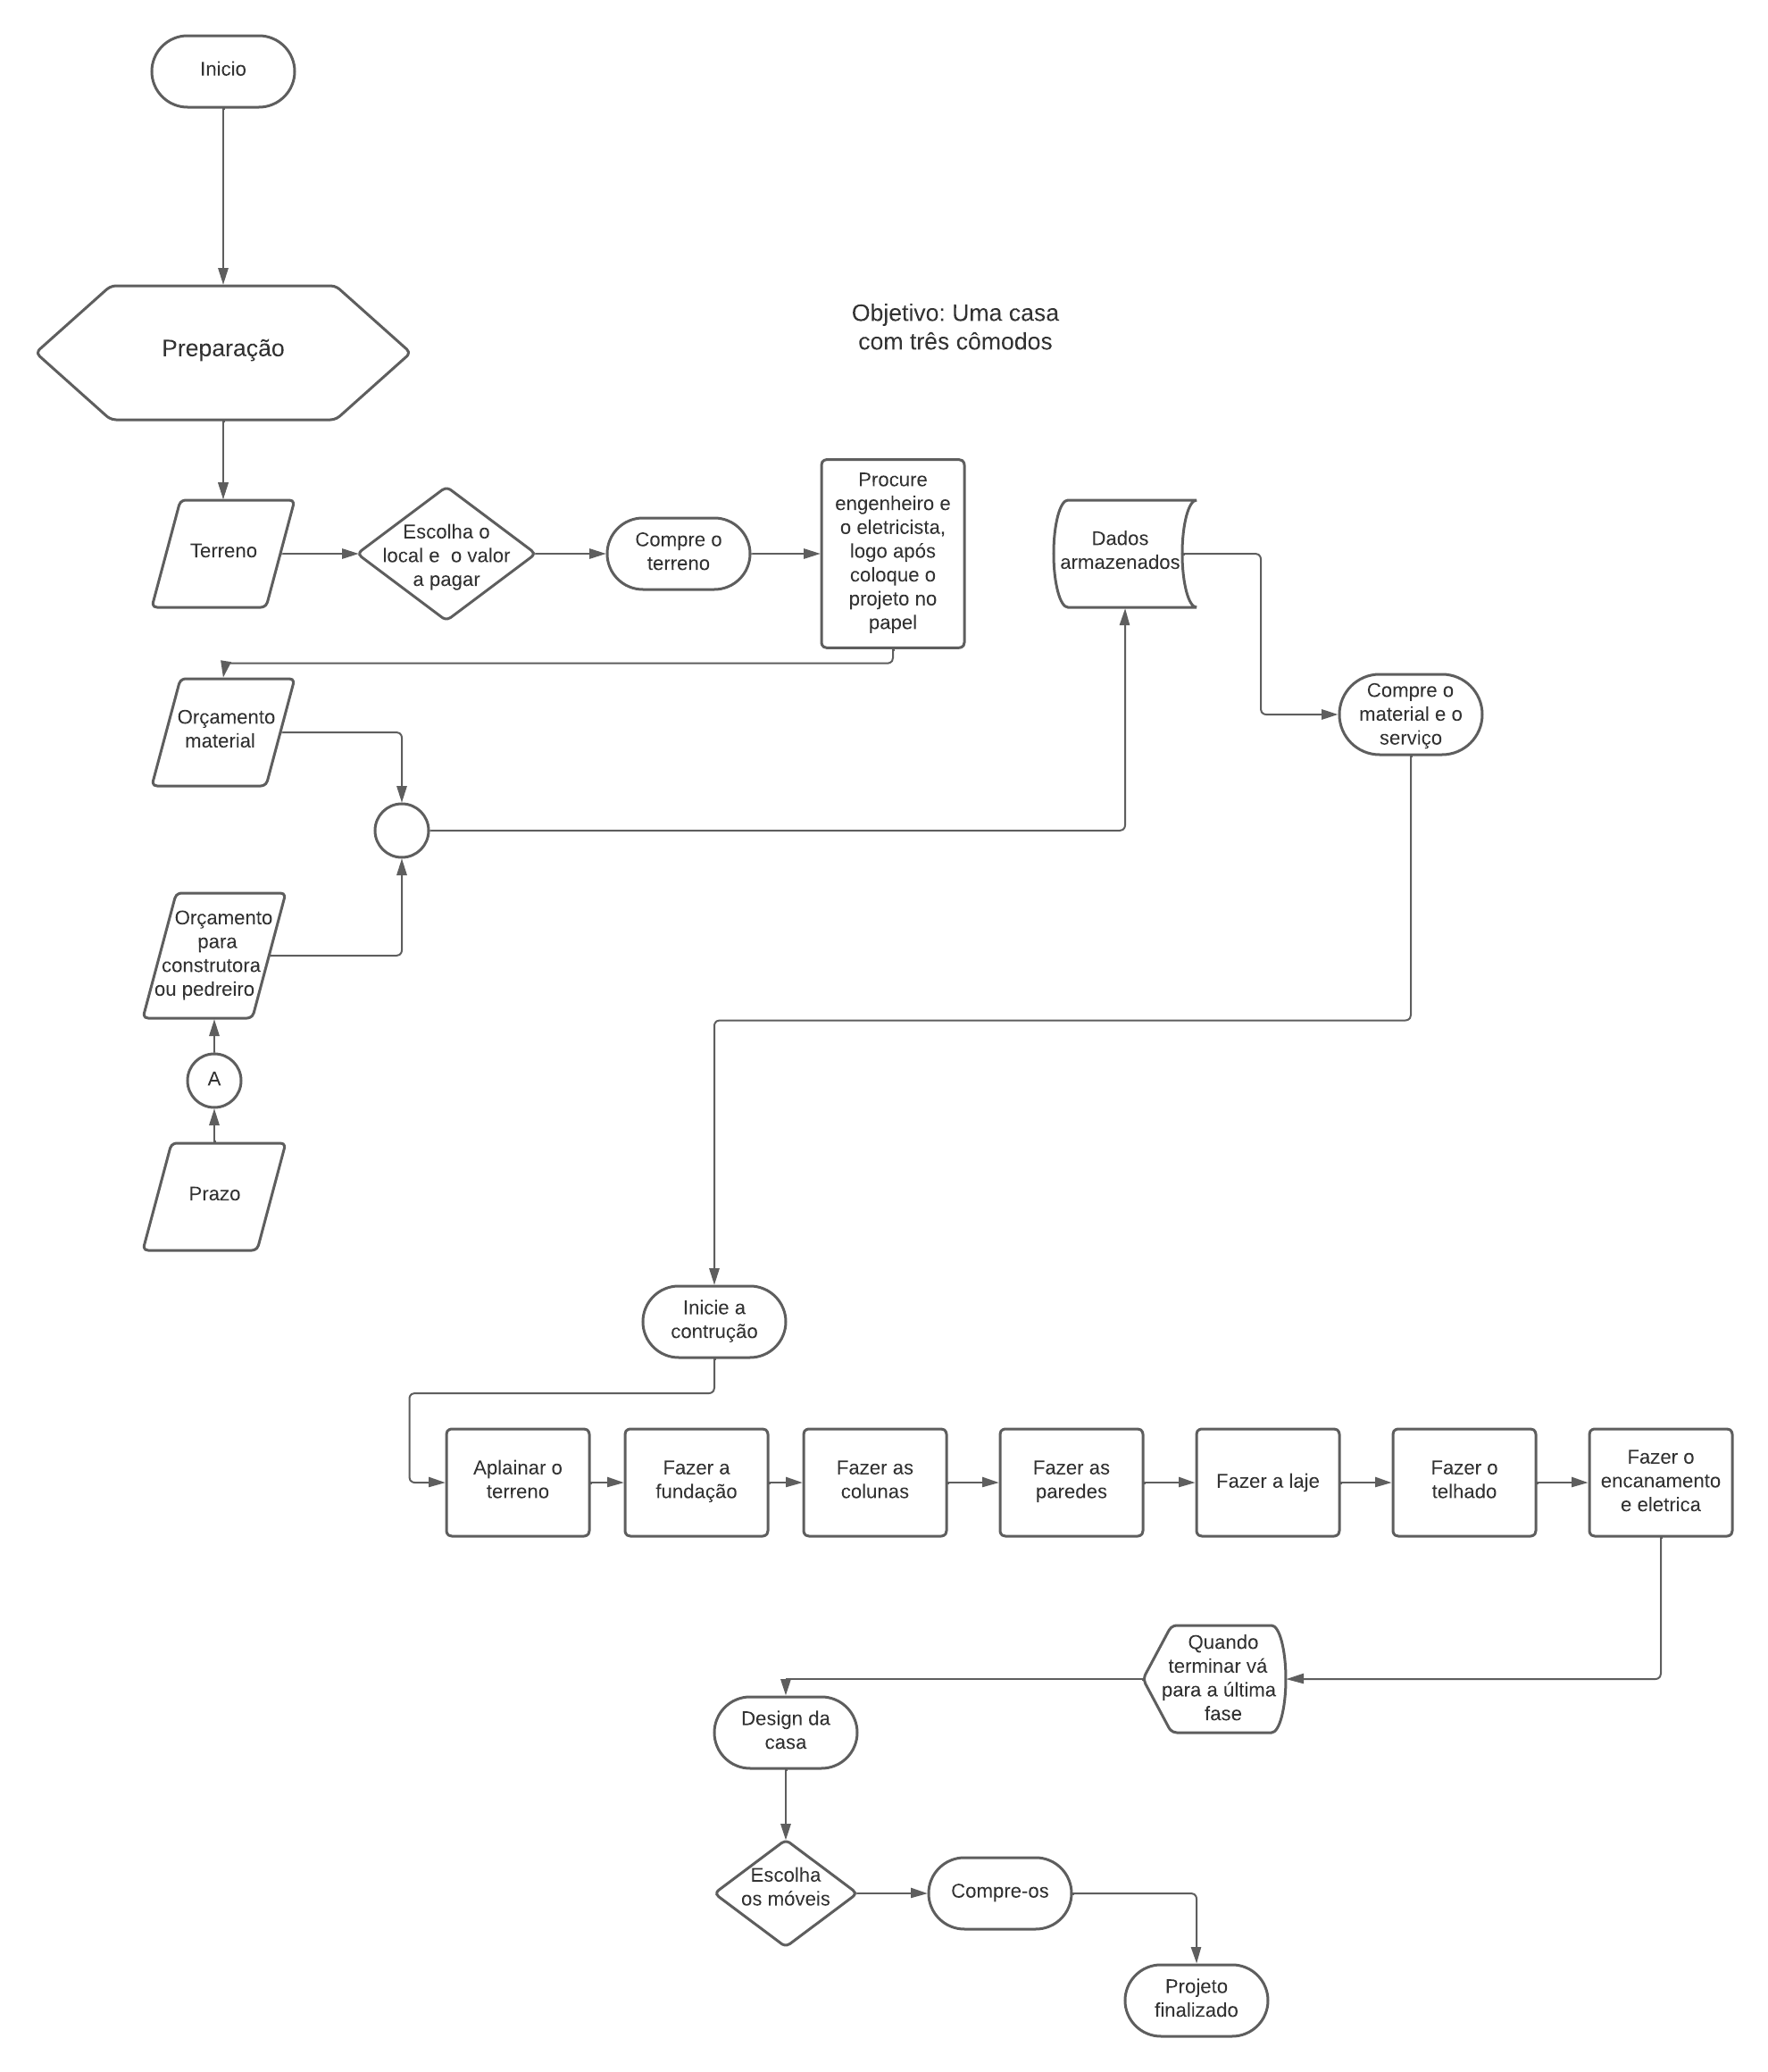 Inicio
Preparação
Objetivo: Uma casa
com três cômodos
Terreno
Escolha o
local e o valor
a pagar
Compre o
terreno
Procure
engenheiro e
o eletricista,
logo após
coloque o
projeto no
papel
Dados
armazenados
Orçamento
material
Compre o
material e o
serviço
Orçamento
para
construtora
ou pedreiro
A
Prazo
Inicie a
contrução
Aplainar o
terreno
Fazer a
fundação
Fazer as
colunas
Fazer as
paredes
Fazer a laje
Fazer o
telhado
Fazer o
encanamento
e eletrica
Quando
terminar vá
para a última
fase
Design da
casa
Escolha
os móveis
Compre-os
Projeto
finalizado